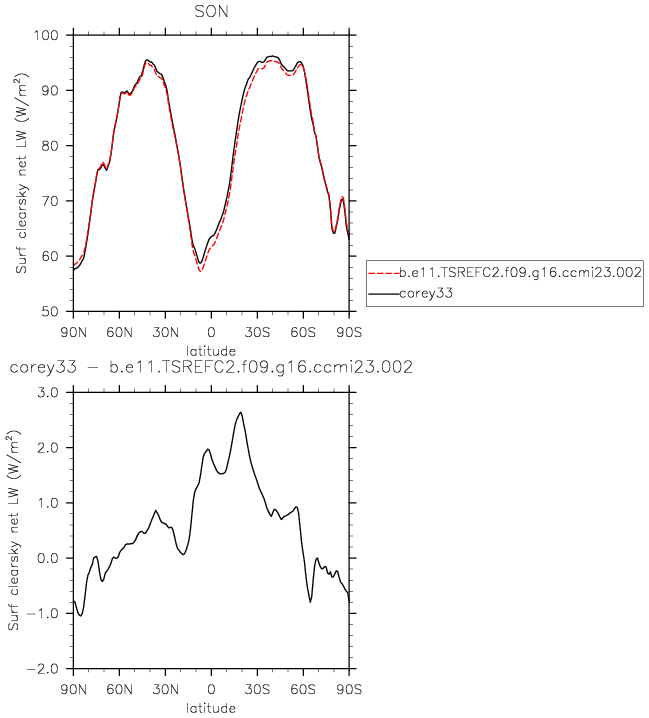 SON
100
90
80
70
60
50
Surf clearsky net LW (W/m²)
90N 60N 30N 0 30S 60S 90S
latitude
b.e11.TSREFC2.f09.g16.ccmi23.002
corey33
corey33 − b.e11.TSREFC2.f09.g16.ccmi23.002
3.0
2.0
1.0
0.0
−1.0
−2.0
Surf clearsky net LW (W/m²)
90N 60N 30N 0 30S 60S 90S
latitude